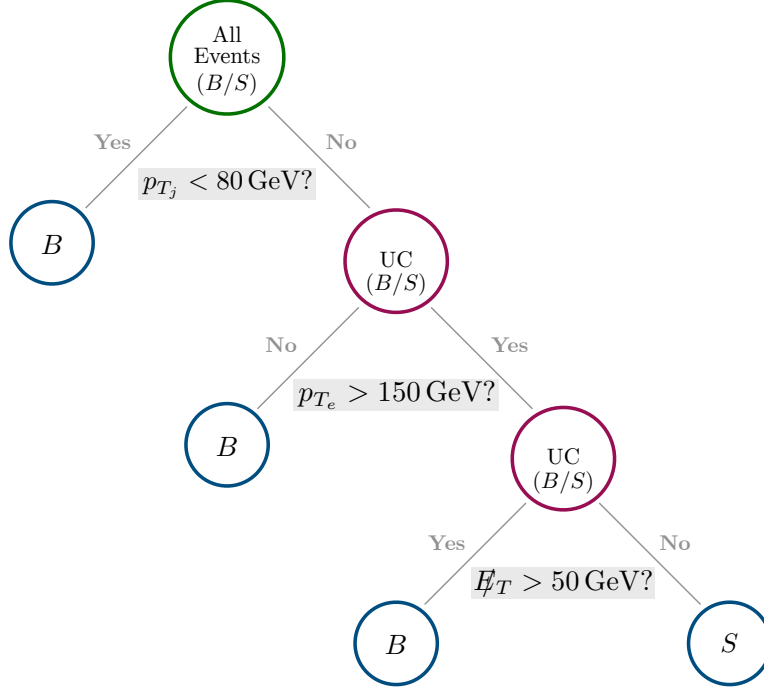 All
Events
(B/S)
Yes
No
p_{T_j} < 80 GeV?
B
UC
(B/S)
No
Yes
p_{T_e} > 150 GeV?
B
UC
(B/S)
Yes
No
E̸_T > 50 GeV?
B
S